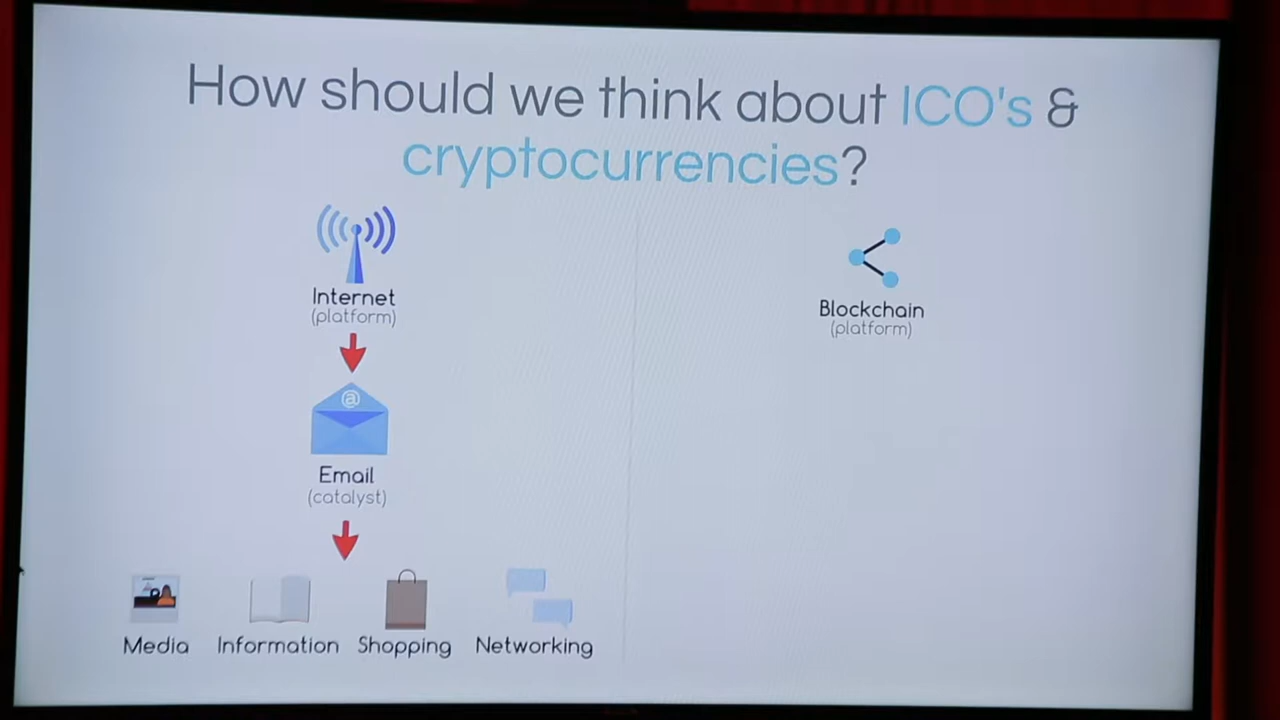 How should we think about ICO's &
cryptocurrencies?
Internet
(platform)
@
Email
(catalyst)
Media
Information
Shopping
Networking
Blockchain
(platform)